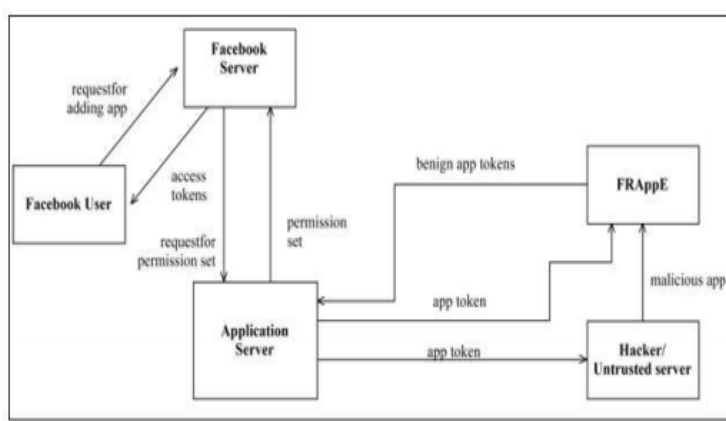 Facebook
Server
requestfor
adding app
benign app tokens
Facebook User
access
tokens
FRAppE
permission
set
requestfor
permission set
malicious app
app token
Application
Server
app token
Hacker/
Untrusted server